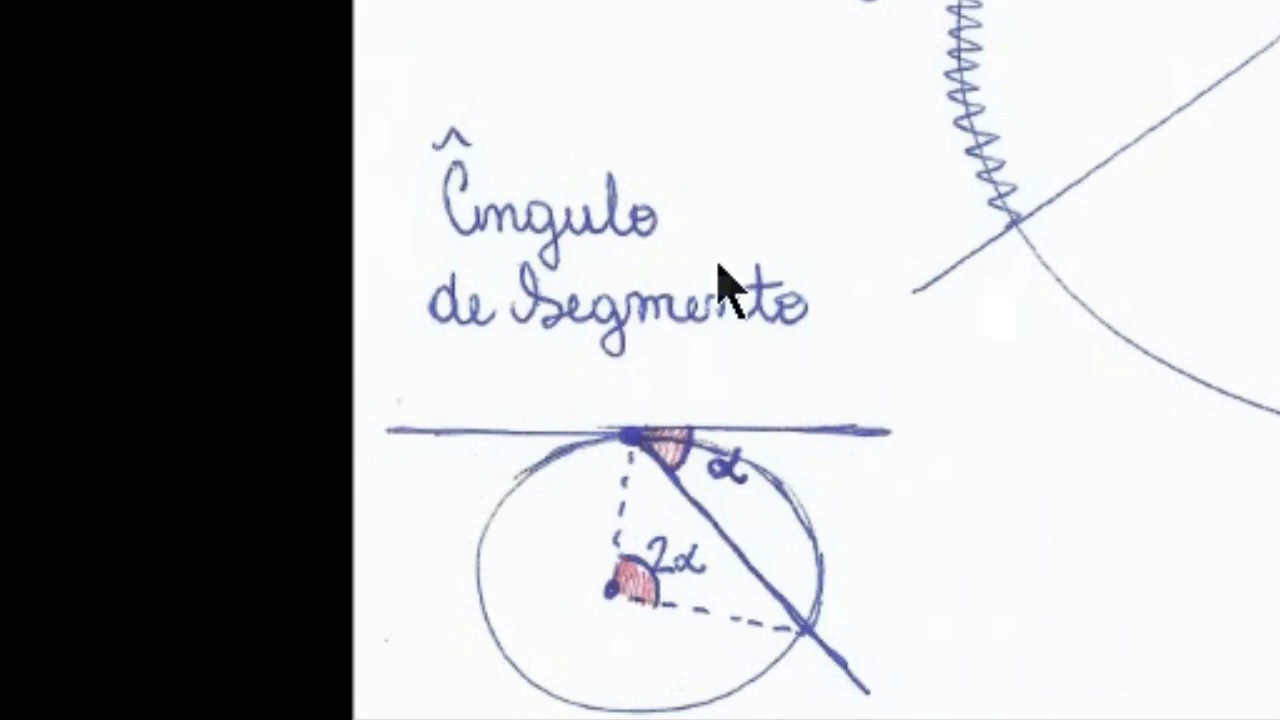 Ângulo
de Segmento
α
2α